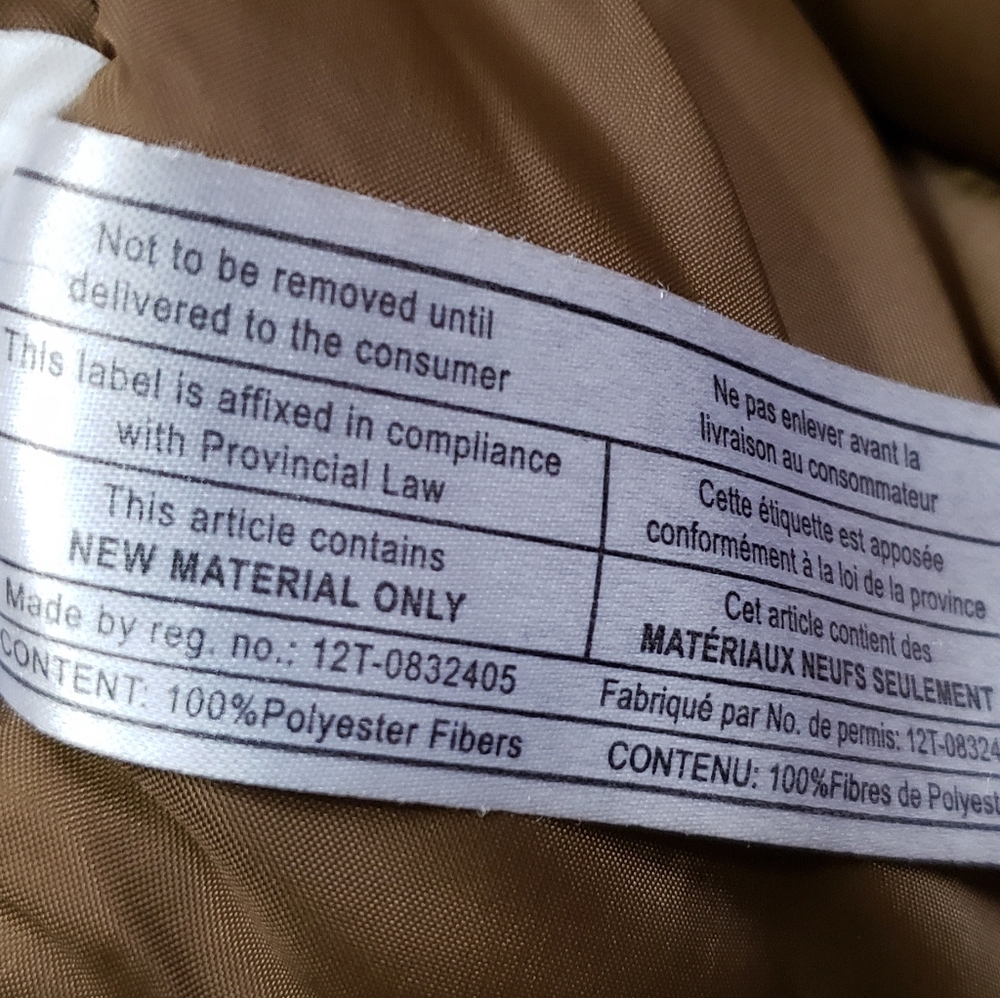 Not to be removed until
delivered to the consumer
Ne pas enlever avant la
livraison au consommateur
This label is affixed in compliance
with Provincial Law
Cette étiquette est apposée
conformément à la loi de la province
This article contains
NEW MATERIAL ONLY
Cet article contient des
MATÉRIAUX NEUFS SEULEMENT
Made by reg. no.: 12T-0832405
Fabriqué par No. de permis: 12T-08324
CONTENT: 100%Polyester Fibers
CONTENU: 100%Fibres de Polyest